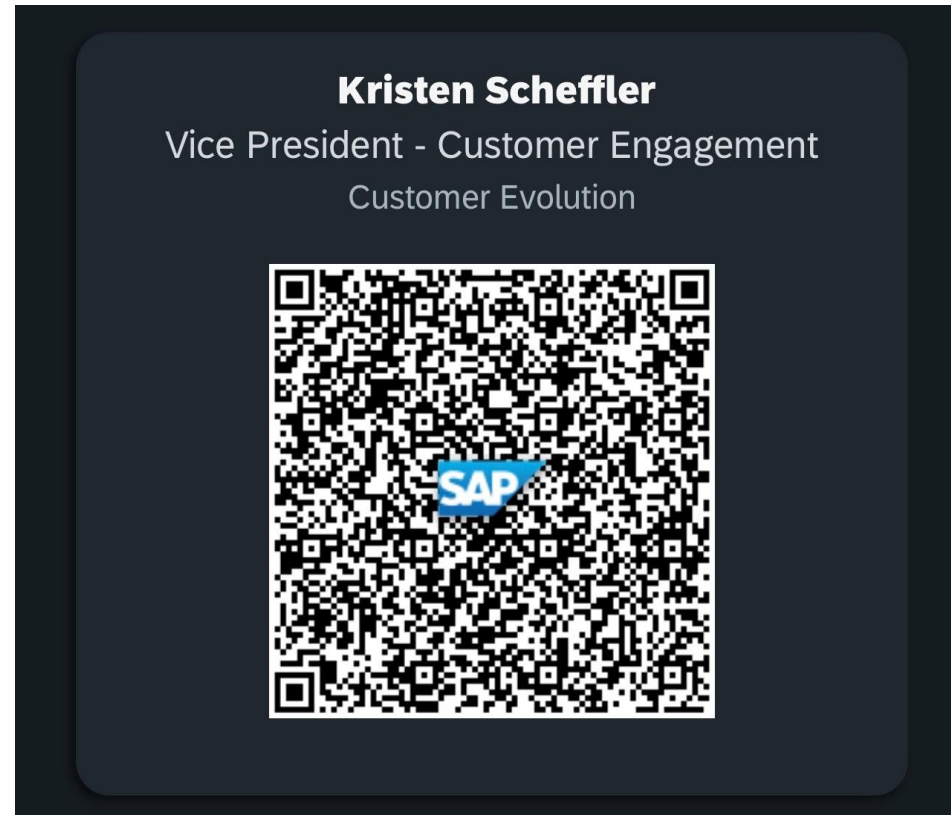 Kristen Scheffler
Vice President - Customer Engagement
Customer Evolution
SAP